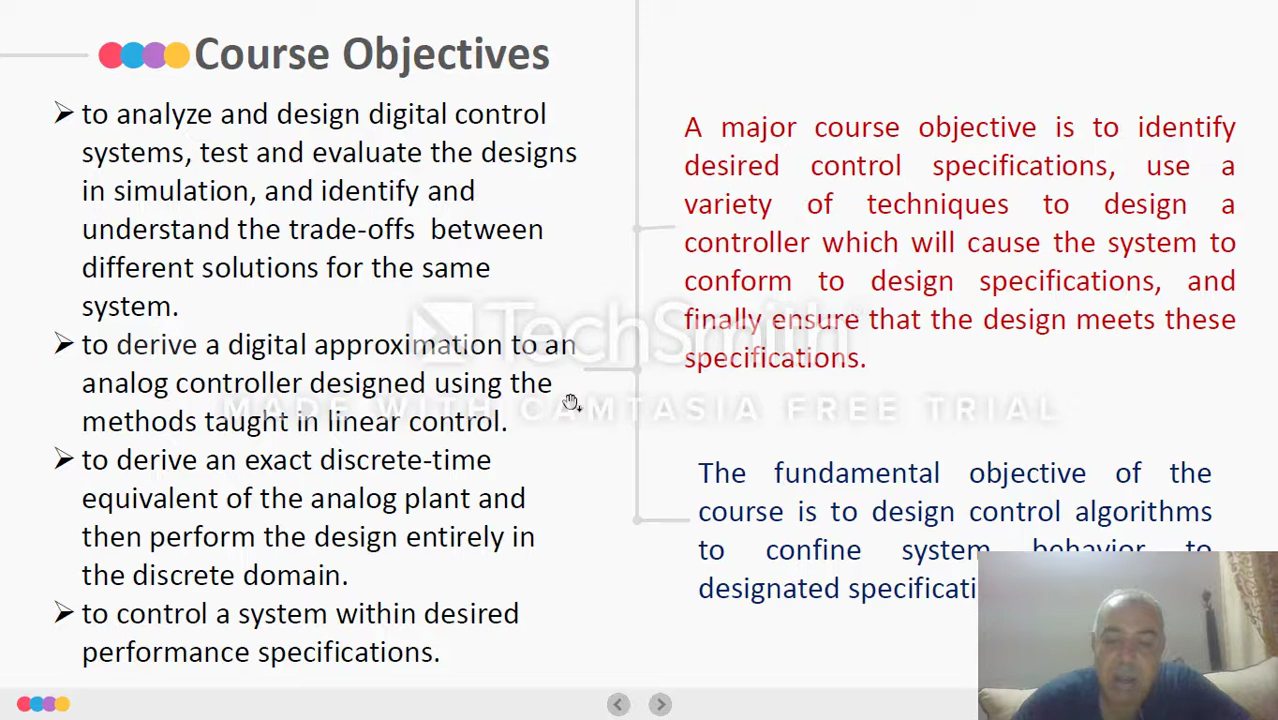 Course Objectives
➢ to analyze and design digital control
systems, test and evaluate the designs
in simulation, and identify and
understand the trade-offs between
different solutions for the same
system.
➢ to derive a digital approximation to an
analog controller designed using the
methods taught in linear control.
➢ to derive an exact discrete-time
equivalent of the analog plant and
then perform the design entirely in
the discrete domain.
➢ to control a system within desired
performance specifications.
A major course objective is to identify
desired control specifications, use a
variety of techniques to design a
controller which will cause the system to
conform to design specifications, and
finally ensure that the design meets these
specifications.
The fundamental objective of the
course is to design control algorithms
to confine system behavior to
designated specificati
TechSmith
MADE WITH CAMTASIA FREE TRIAL